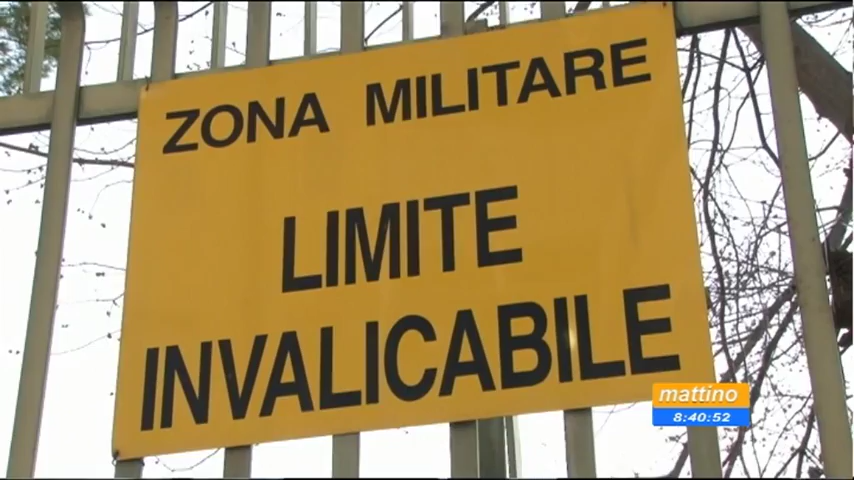 ZONA MILITARE
LIMITE
INVALICABILE
mattino
8:40:52